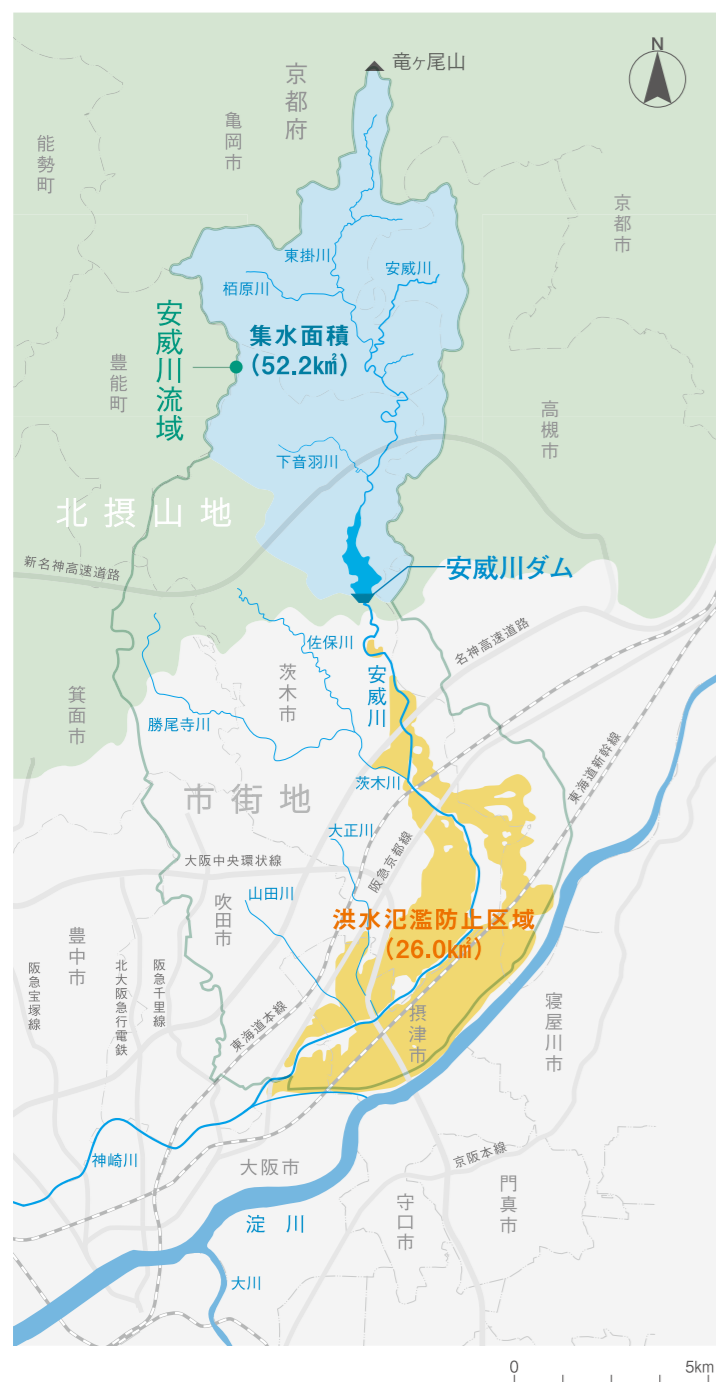 竜ヶ尾山
N
京都府
亀岡市
能勢町
京都市
東掛川
安威川
栢原川
安威川流域
集水面積
(52.2k㎡)
豊能町
高槻市
下音羽川
北摂山地
新名神高速道路
安威川ダム
佐保川
名神高速道路
茨木市
安威川
箕面市
勝尾寺川
東海道新幹線
茨木川
市街地
大正川
阪急京都線
大阪中央環状線
山田川
吹田市
洪水氾濫防止区域
(26.0k㎡)
豊中市
阪急宝塚線
北大阪急行電鉄
阪急千里線
東海道本線
摂津市
寝屋川市
神崎川
大阪市
京阪本線
門真市
守口市
淀川
大川
0
5km